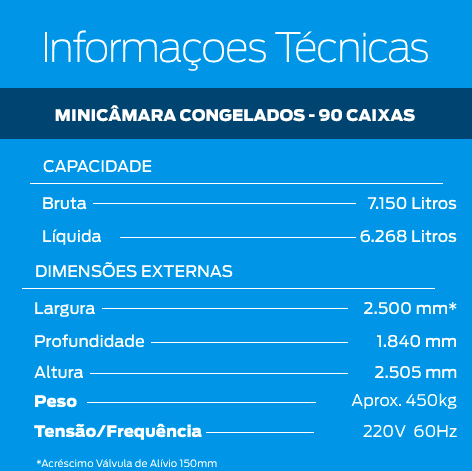 Informaçoes Técnicas
MINICÂMARA CONGELADOS - 90 CAIXAS
CAPACIDADE
Bruta 7.150 Litros
Líquida 6.268 Litros
DIMENSÕES EXTERNAS
Largura 2.500 mm*
Profundidade 1.840 mm
Altura 2.505 mm
Peso Aprox. 450kg
Tensão/Frequência 220V 60Hz
*Acréscimo Válvula de Alívio 150mm